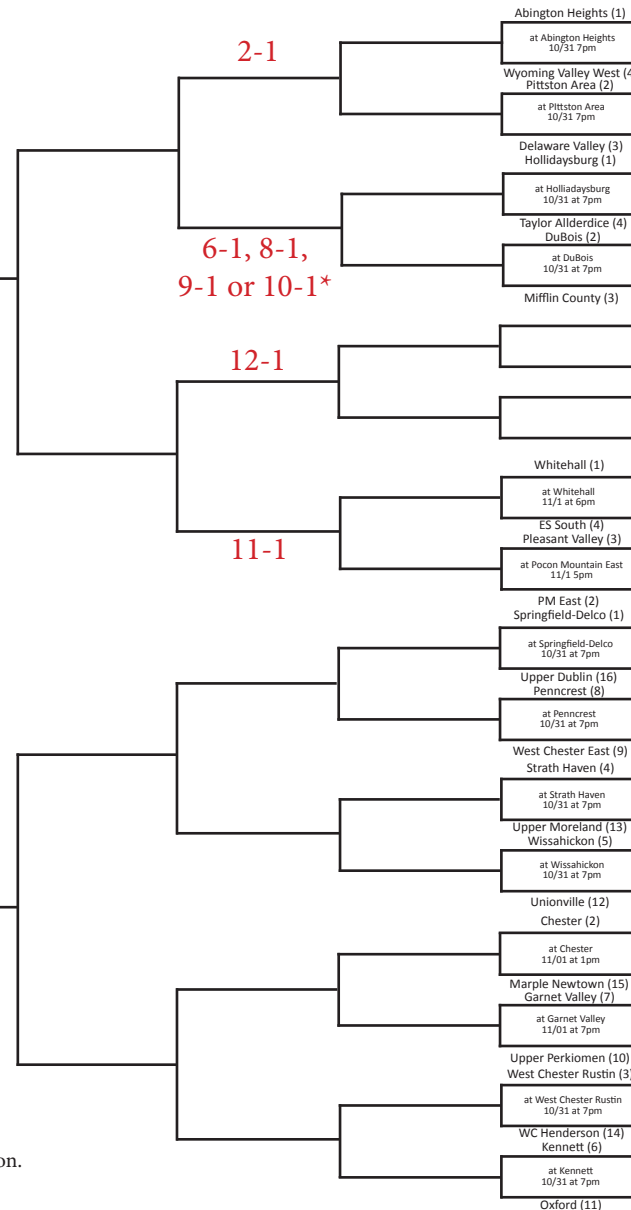 Abington Heights (1)
at Abington Heights
10/31 7pm
2-1
Wyoming Valley West (4
Pittston Area (2)
at PIttston Area
10/31 7pm
Delaware Valley (3)
Hollidaysburg (1)
at Holliadaysburg
10/31 at 7pm
Taylor Allderdice (4)
DuBois (2)
6-1, 8-1,
9-1 or 10-1*
at DuBois
10/31 at 7pm
Mifflin County (3)
12-1
Whitehall (1)
at Whitehall
11/1 at 6pm
ES South (4)
Pleasant Valley (3)
11-1
at Pocon Mountain East
11/1 5pm
PM East (2)
Springfield-Delco (1)
at Springfield-Delco
10/31 at 7pm
Upper Dublin (16)
Penncrest (8)
at Penncrest
10/31 at 7pm
West Chester East (9)
Strath Haven (4)
at Strath Haven
10/31 at 7pm
Upper Moreland (13)
Wissahickon (5)
at Wissahickon
10/31 at 7pm
Unionville (12)
Chester (2)
at Chester
11/01 at 1pm
Marple Newtown (15)
Garnet Valley (7)
at Garnet Valley
11/01 at 7pm
Upper Perkiomen (10)
West Chester Rustin (3)
at West Chester Rustin
10/31 at 7pm
WC Henderson (14)
Kennett (6)
on.
at Kennett
10/31 at 7pm
Oxford (11)